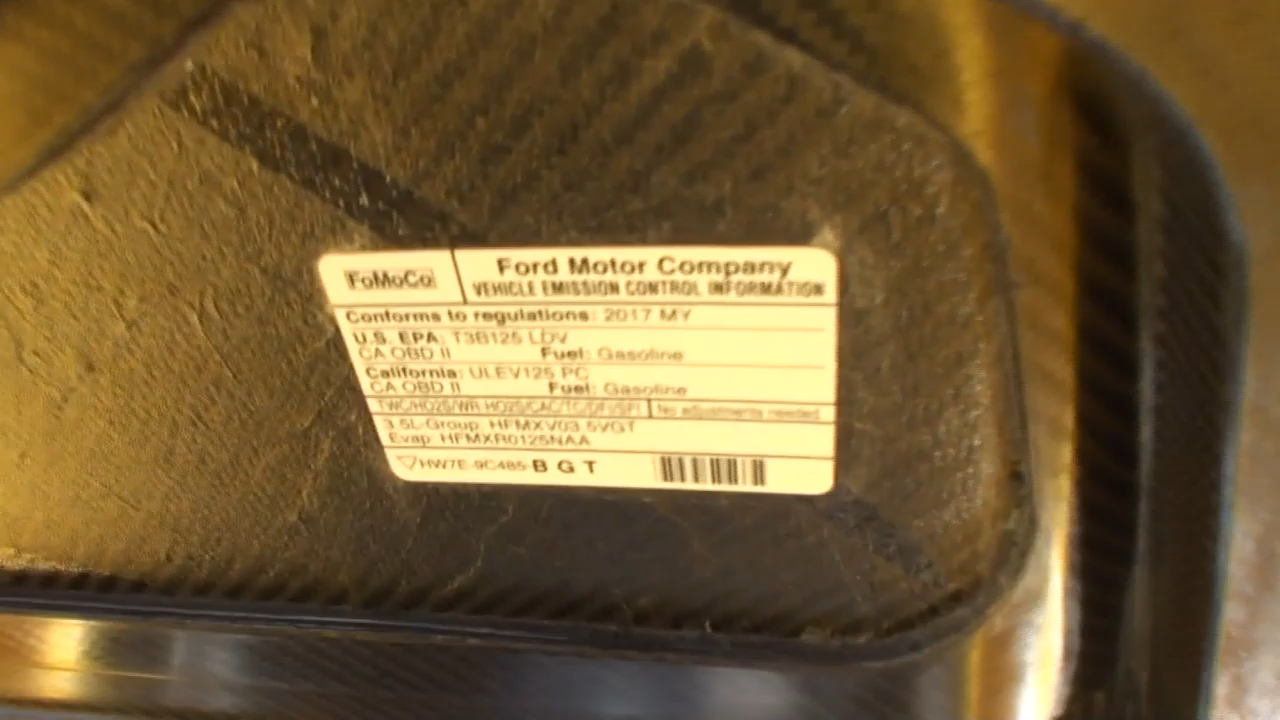 FoMoCo
Ford Motor Company
VEHICLE EMISSION CONTROL INFORMATION
Conforms to regulations: 2017 MY
U.S. EPA: T3B125 LDV
CA OBD II Fuel: Gasoline
California: ULEV125 PC
CA OBD II Fuel: Gasoline
TWC/HO2S/WR-HO2S/CAC/TC/DFI/SFI No adjustments needed.
3.5L-Group: HFMXV03.5VGT
Evap: HFMXR0125NAA
HW7E-9C485-B G T